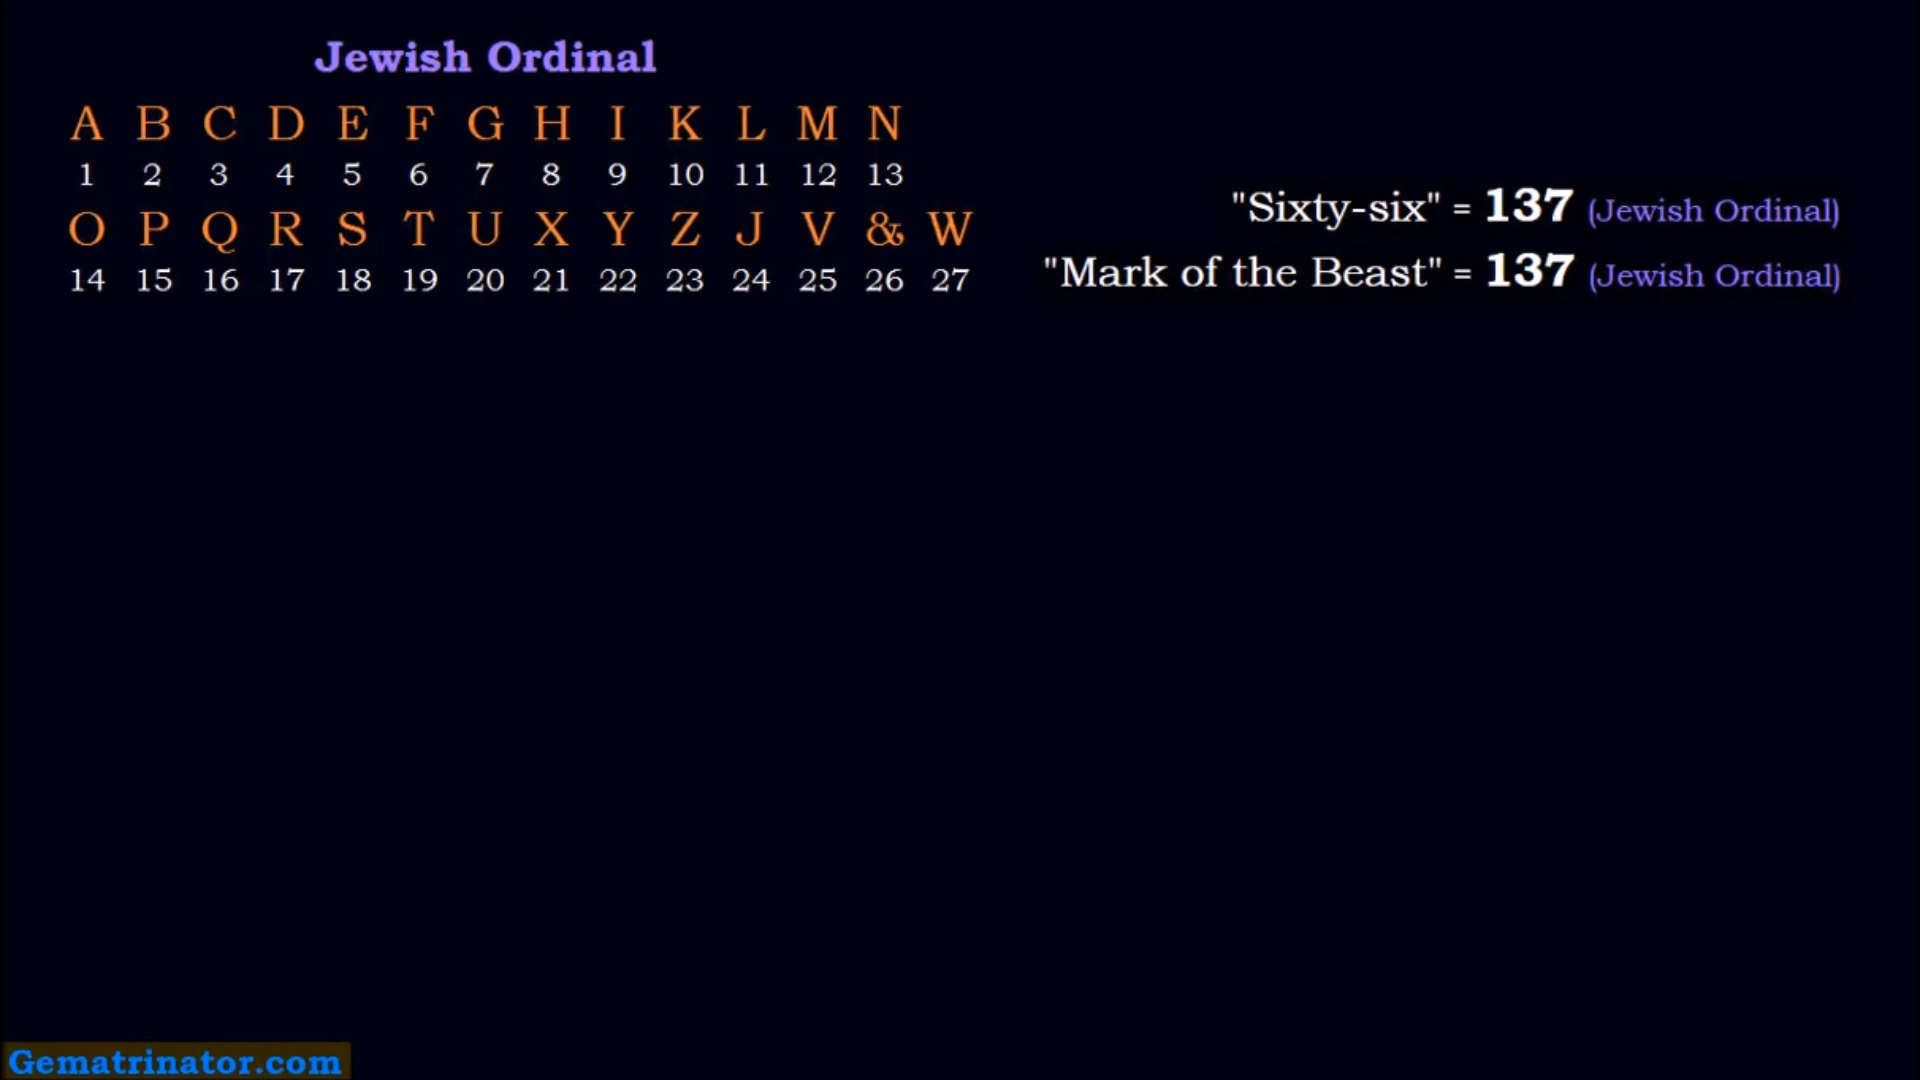 Jewish Ordinal
A B C D E F G H I K L M N
1 2 3 4 5 6 7 8 9 10 11 12 13
O P Q R S T U X Y Z J V & W
14 15 16 17 18 19 20 21 22 23 24 25 26 27
"Sixty-six" = 137 (Jewish Ordinal)
"Mark of the Beast" = 137 (Jewish Ordinal)
Gematrinator.com